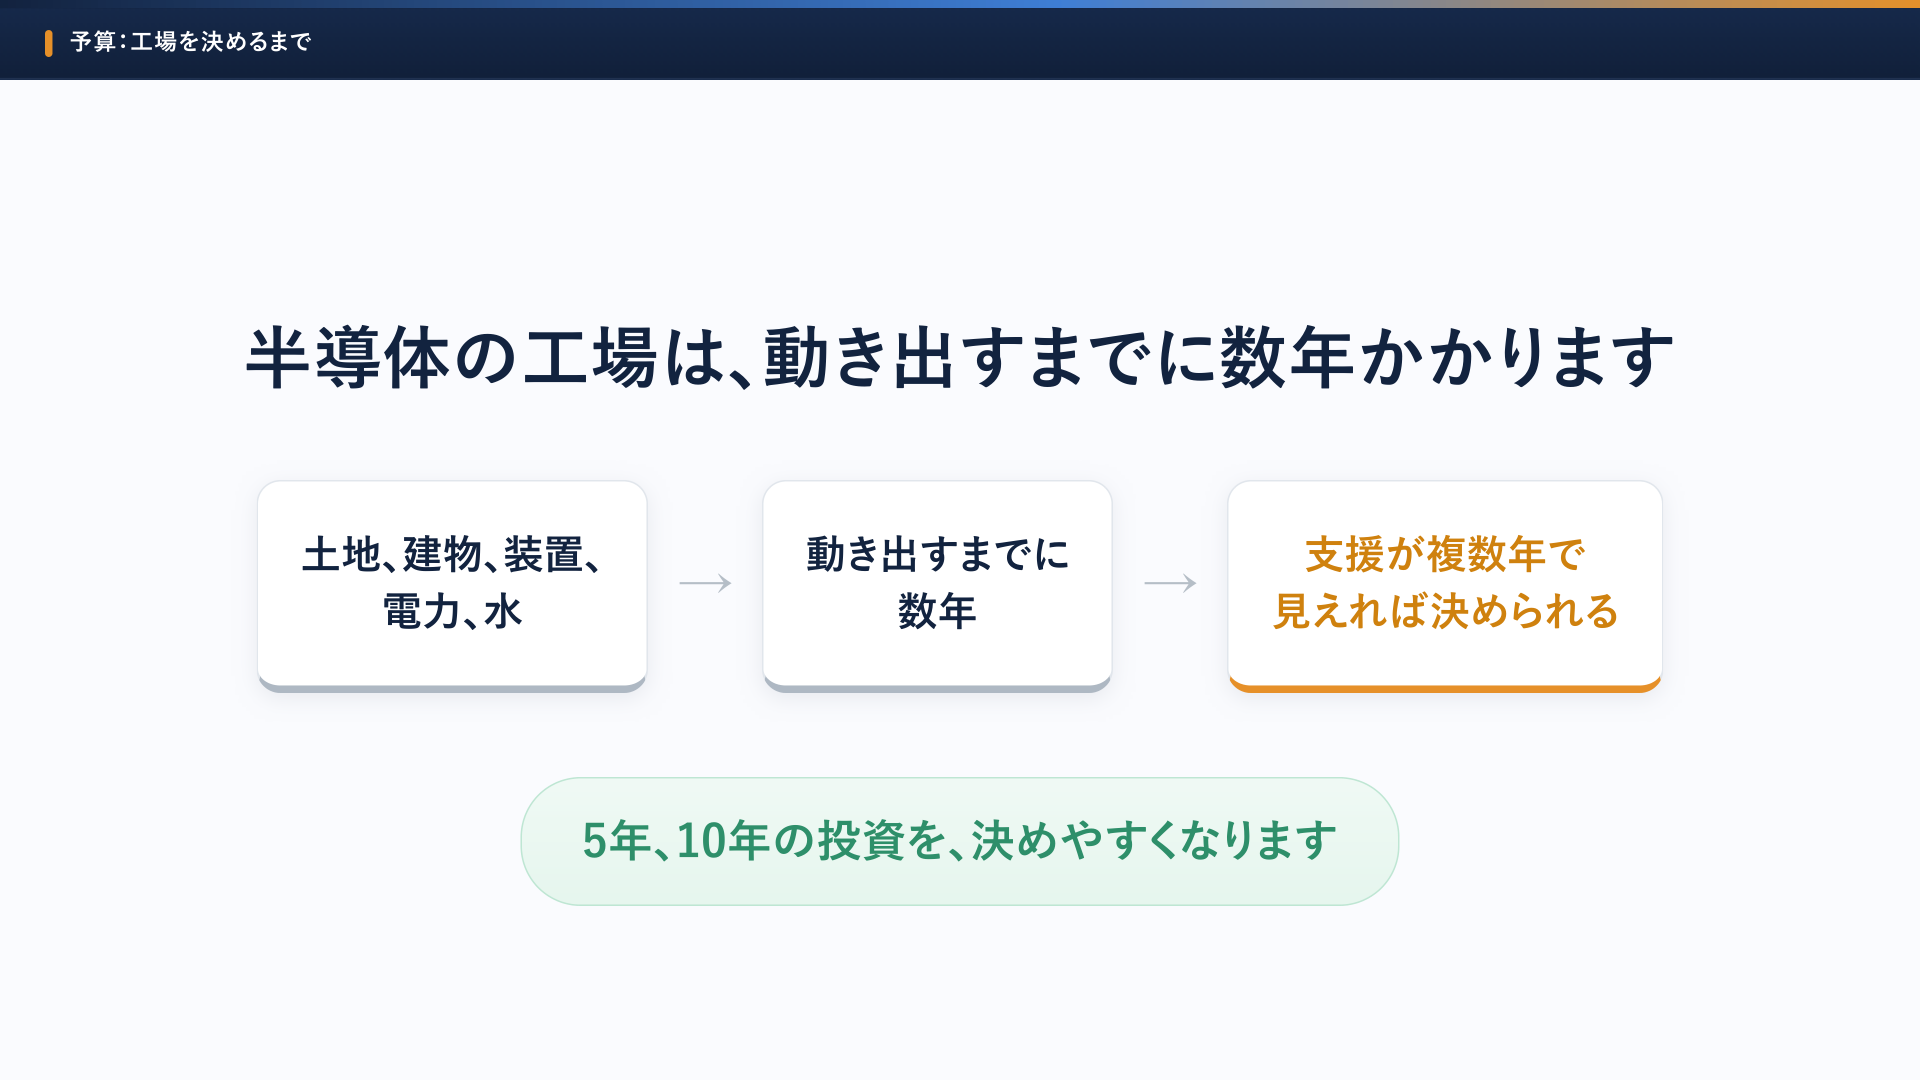 予算：工場を決めるまで
半導体の工場は、動き出すまでに数年かかります
土地、建物、装置、
電力、水
動き出すまでに
数年
支援が複数年で
見えれば決められる
5年、10年の投資を、決めやすくなります